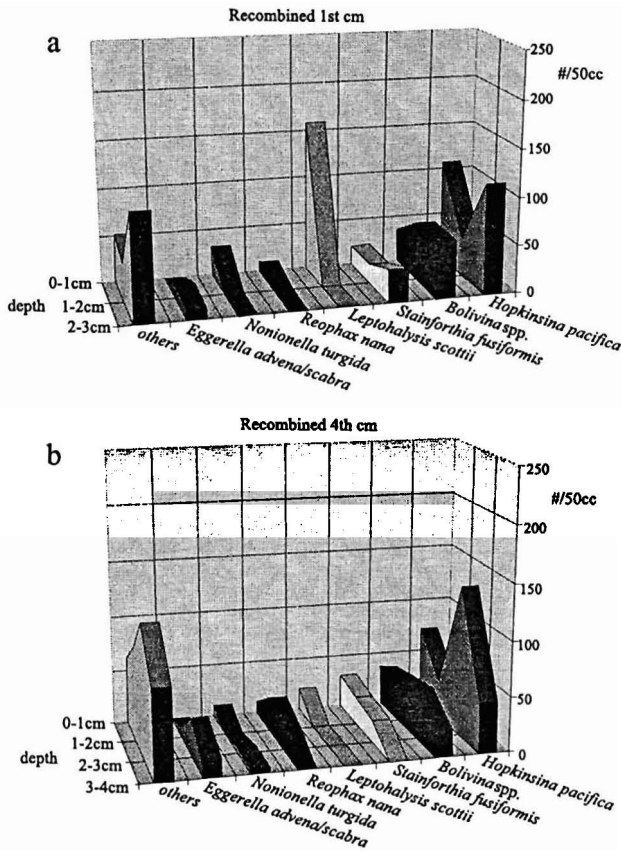 Recombined 1st cm
a
250
#/50cc
200
150
100
50
0
0-1cm
depth
1-2cm
2-3cm
others
Eggerella advena/scabra
Nonionella turgida
Reophax nana
Leptohalysis scottii
Stainforthia fusiformis
Bolivina spp.
Hopkinsina pacifica
Recombined 4th cm
b
250
#/50cc
200
150
100
50
0
0-1cm
1-2cm
depth
2-3cm
3-4cm
others
Eggerella advena/scabra
Nonionella turgida
Reophax nana
Leptohalysis scottii
Stainforthia fusiformis
Bolivina spp.
Hopkinsina pacifica